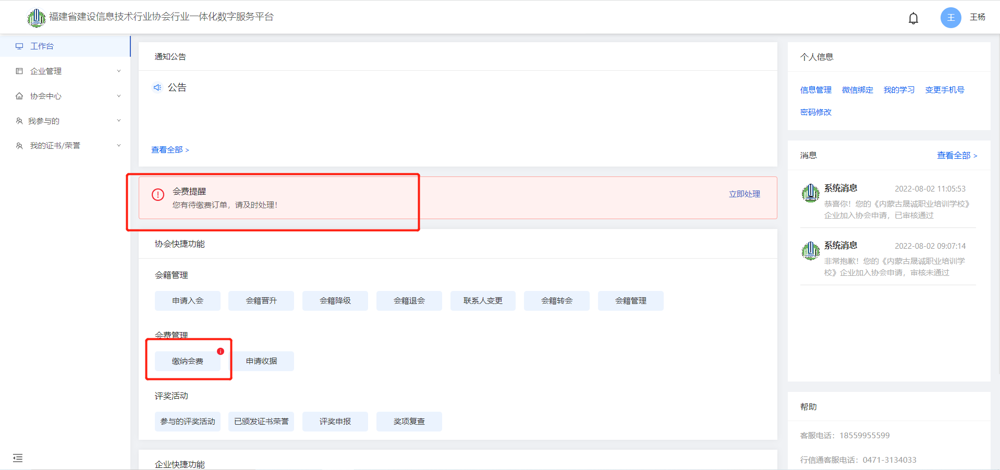 福建省建设信息技术行业协会行业一体化数字服务平台
王
王杨
工作台
企业管理
协会中心
我参与的
我的证书/荣誉
通知公告
公告
查看全部 >
会费提醒
您有待缴费订单，请及时处理！
立即处理
协会快捷功能
会籍管理
申请入会
会籍晋升
会籍降级
会籍退会
联系人变更
会籍转会
会籍管理
会费管理
缴纳会费
申请收据
评奖活动
参与的评奖活动
已颁发证书荣誉
评奖申报
奖项复查
企业快捷功能
个人信息
信息管理
微信绑定
我的学习
变更手机号
密码修改
消息
查看全部 >
系统消息
2022-08-02 11:05:53
恭喜你！您的《内蒙古晟诚职业培训学校》
企业加入协会申请，已审核通过
系统消息
2022-08-02 09:07:14
非常抱歉！您的《内蒙古晟诚职业培训学
校》企业加入协会申请，审核未通过
帮助
客服电话：18559955599
行信通客服电话：0471-3134033